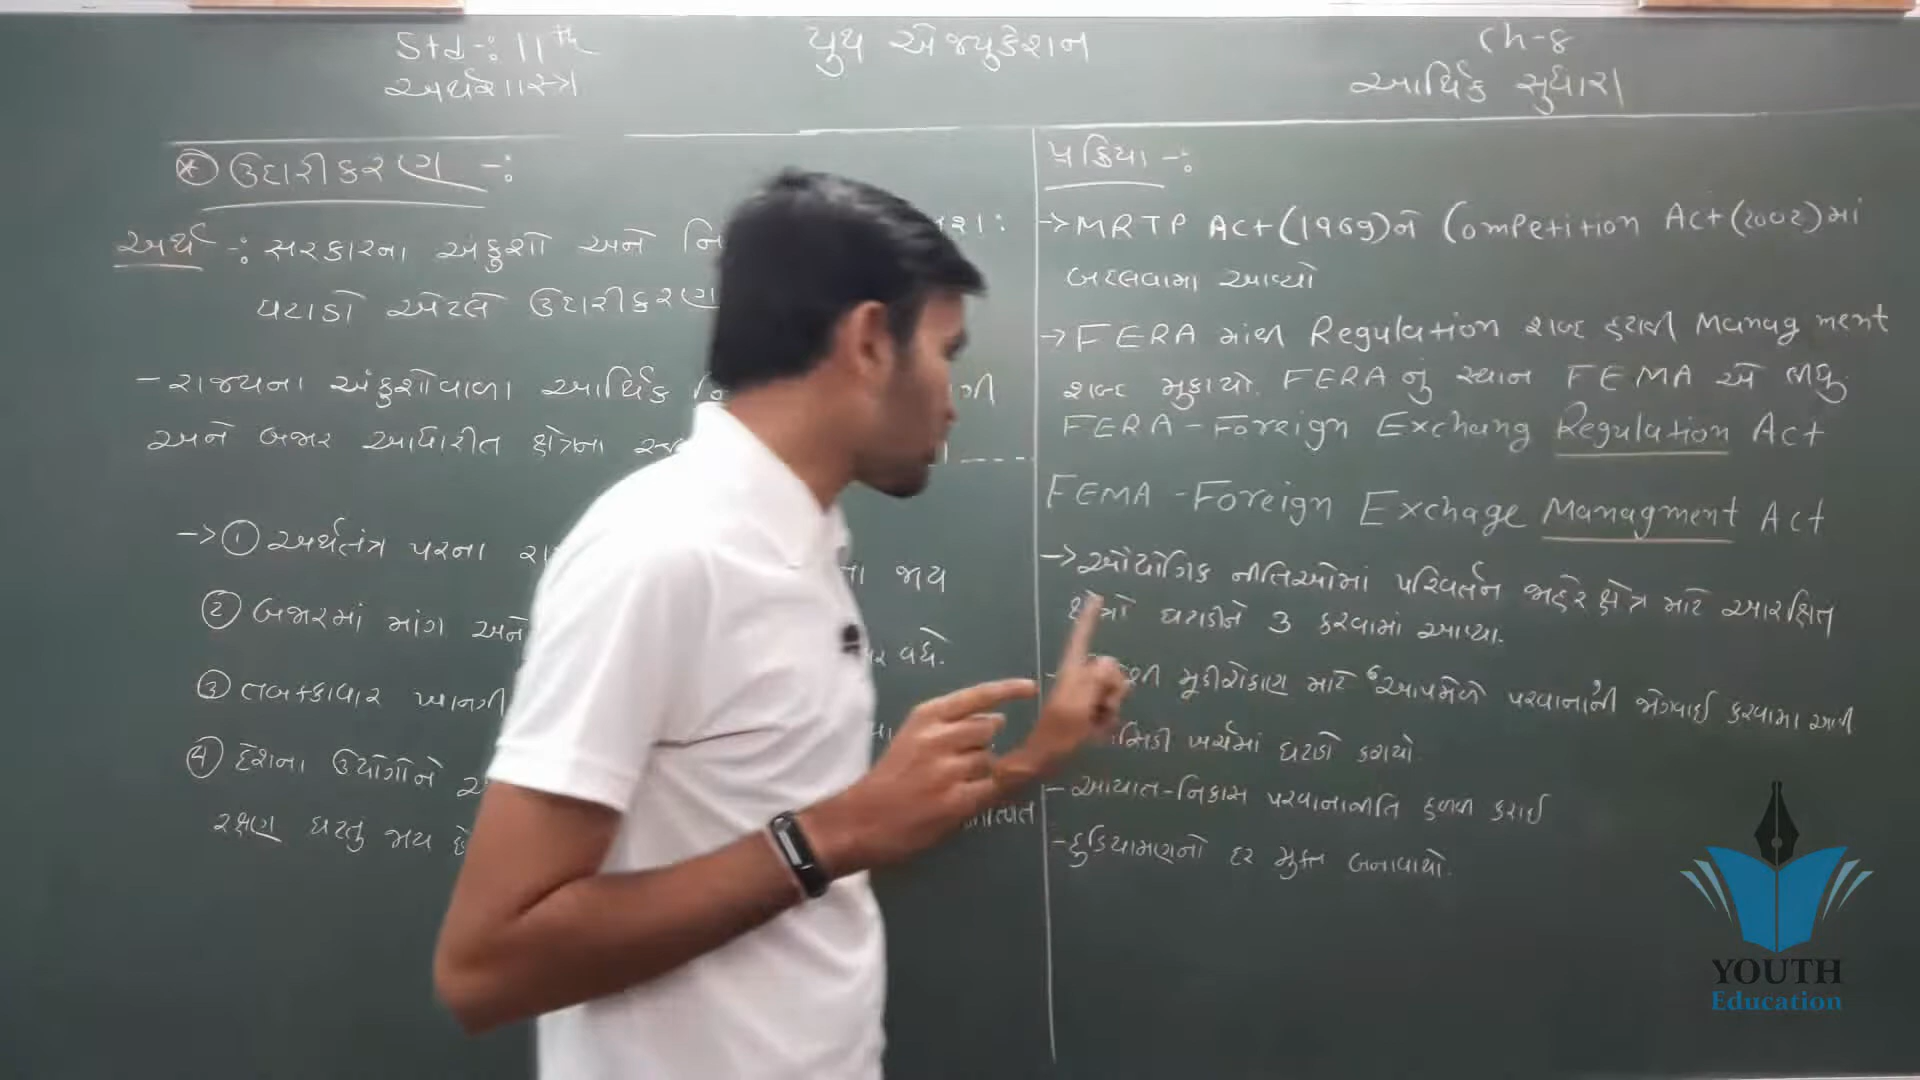 Std-: 11th
અર્થશાસ્ત્ર
યુથ એજ્યુકેશન
Ch-8
આર્થિક સુધારા
* ઉદારીકરણ -:
અર્થ -: સરકારના અંકુશો અને નિ
ઘટાડો એટલે ઉદારીકરણ
- રાજ્યના અંકુશોવાળા આર્થિક
અને બજાર આધારીત ક્ષેત્રના
-> ① અર્થતંત્ર પરના
જાય
② બજારમાં માંગ અને
વધે.
③ તબક્કાવાર ખાનગી
④ દેશના ઉદ્યોગોને
રક્ષણ ઘટતું જાય છે
પ્રક્રિયા -:
-> MRTP Act (1969)ને Competition Act (2002)માં
બદલવામા આવ્યો
-> FERA માંથી Regulation શબ્દ હટાવી Managment
શબ્દ મુકાયો. FERA નું સ્થાન FEMA એ લીધુ.
FERA - Foreign Exchang Regulation Act
FEMA - Foreign Exchage Managment Act
-> ઔદ્યોગિક નીતિઓમાં પરિવર્તન જાહેર ક્ષેત્ર માટે આરક્ષિત
ક્ષેત્રો ઘટાડીને 3 કરવામાં આવ્યા.
મૂડીરોકાણ માટે 'આપમેળે પરવાના'ની જોગવાઈ કરવામા આવી
ખર્ચમાં ઘટાડો કરાયો.
- આયાત-નિકાસ પરવાનાનીતિ હળવી કરાઈ
- હુંડિયામણનો દર મુક્ત બનાવાયો.
YOUTH
Education